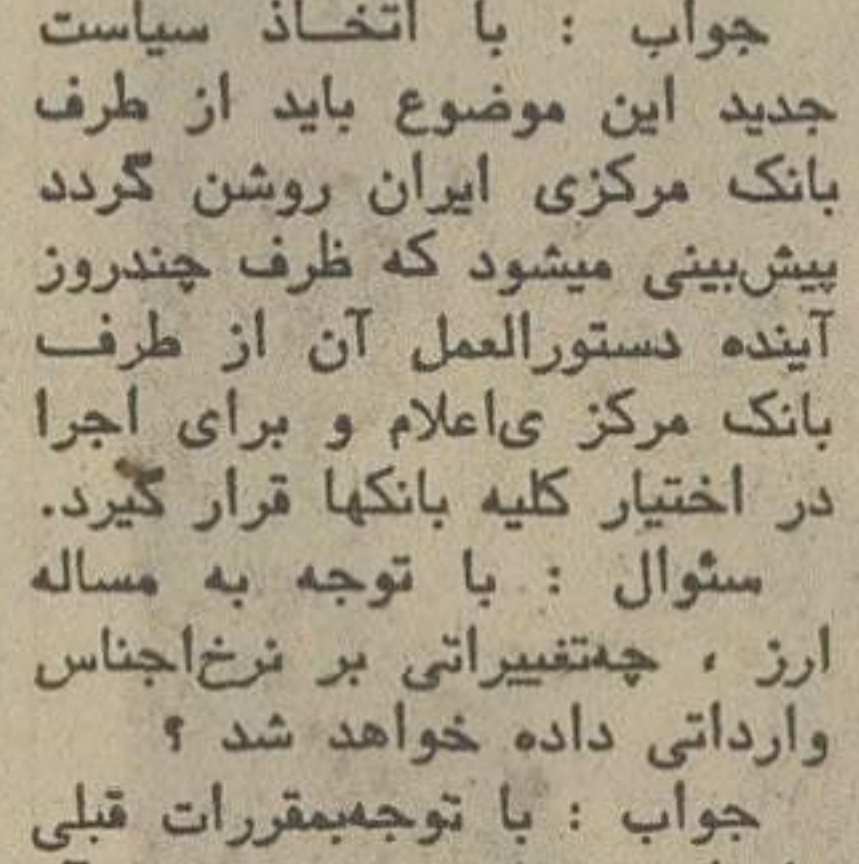 جواب : با اتخاذ سیاست
جدید این موضوع باید از طرف
بانک مرکزی ایران روشن گردد
پیش‌بینی میشود که ظرف چندروز
آینده دستورالعمل آن از طرف
بانک مرکز ی‌اعلام و برای اجرا
در اختیار کلیه بانکها قرار گیرد.
سئوال : با توجه به مساله
ارز ، چه‌تغییراتی بر نرخ‌اجناس
وارداتی داده خواهد شد ؟
جواب : با توجه‌بمقررات قبلی